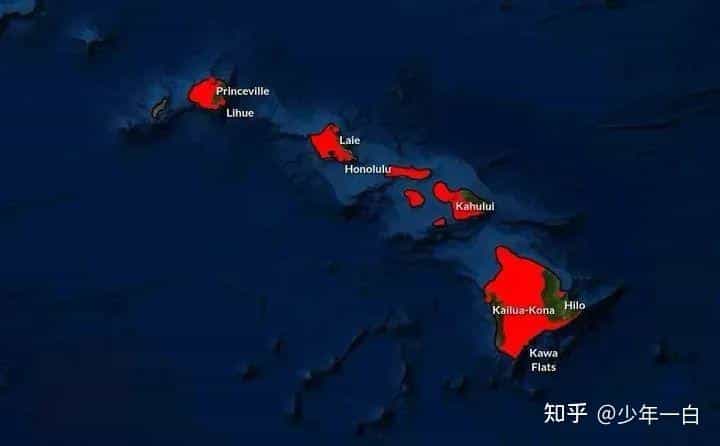 Princeville
Lihue
Laie
Honolulu
Kahului
Kailua-Kona
Hilo
Kawa
Flats
知乎 @少年一白